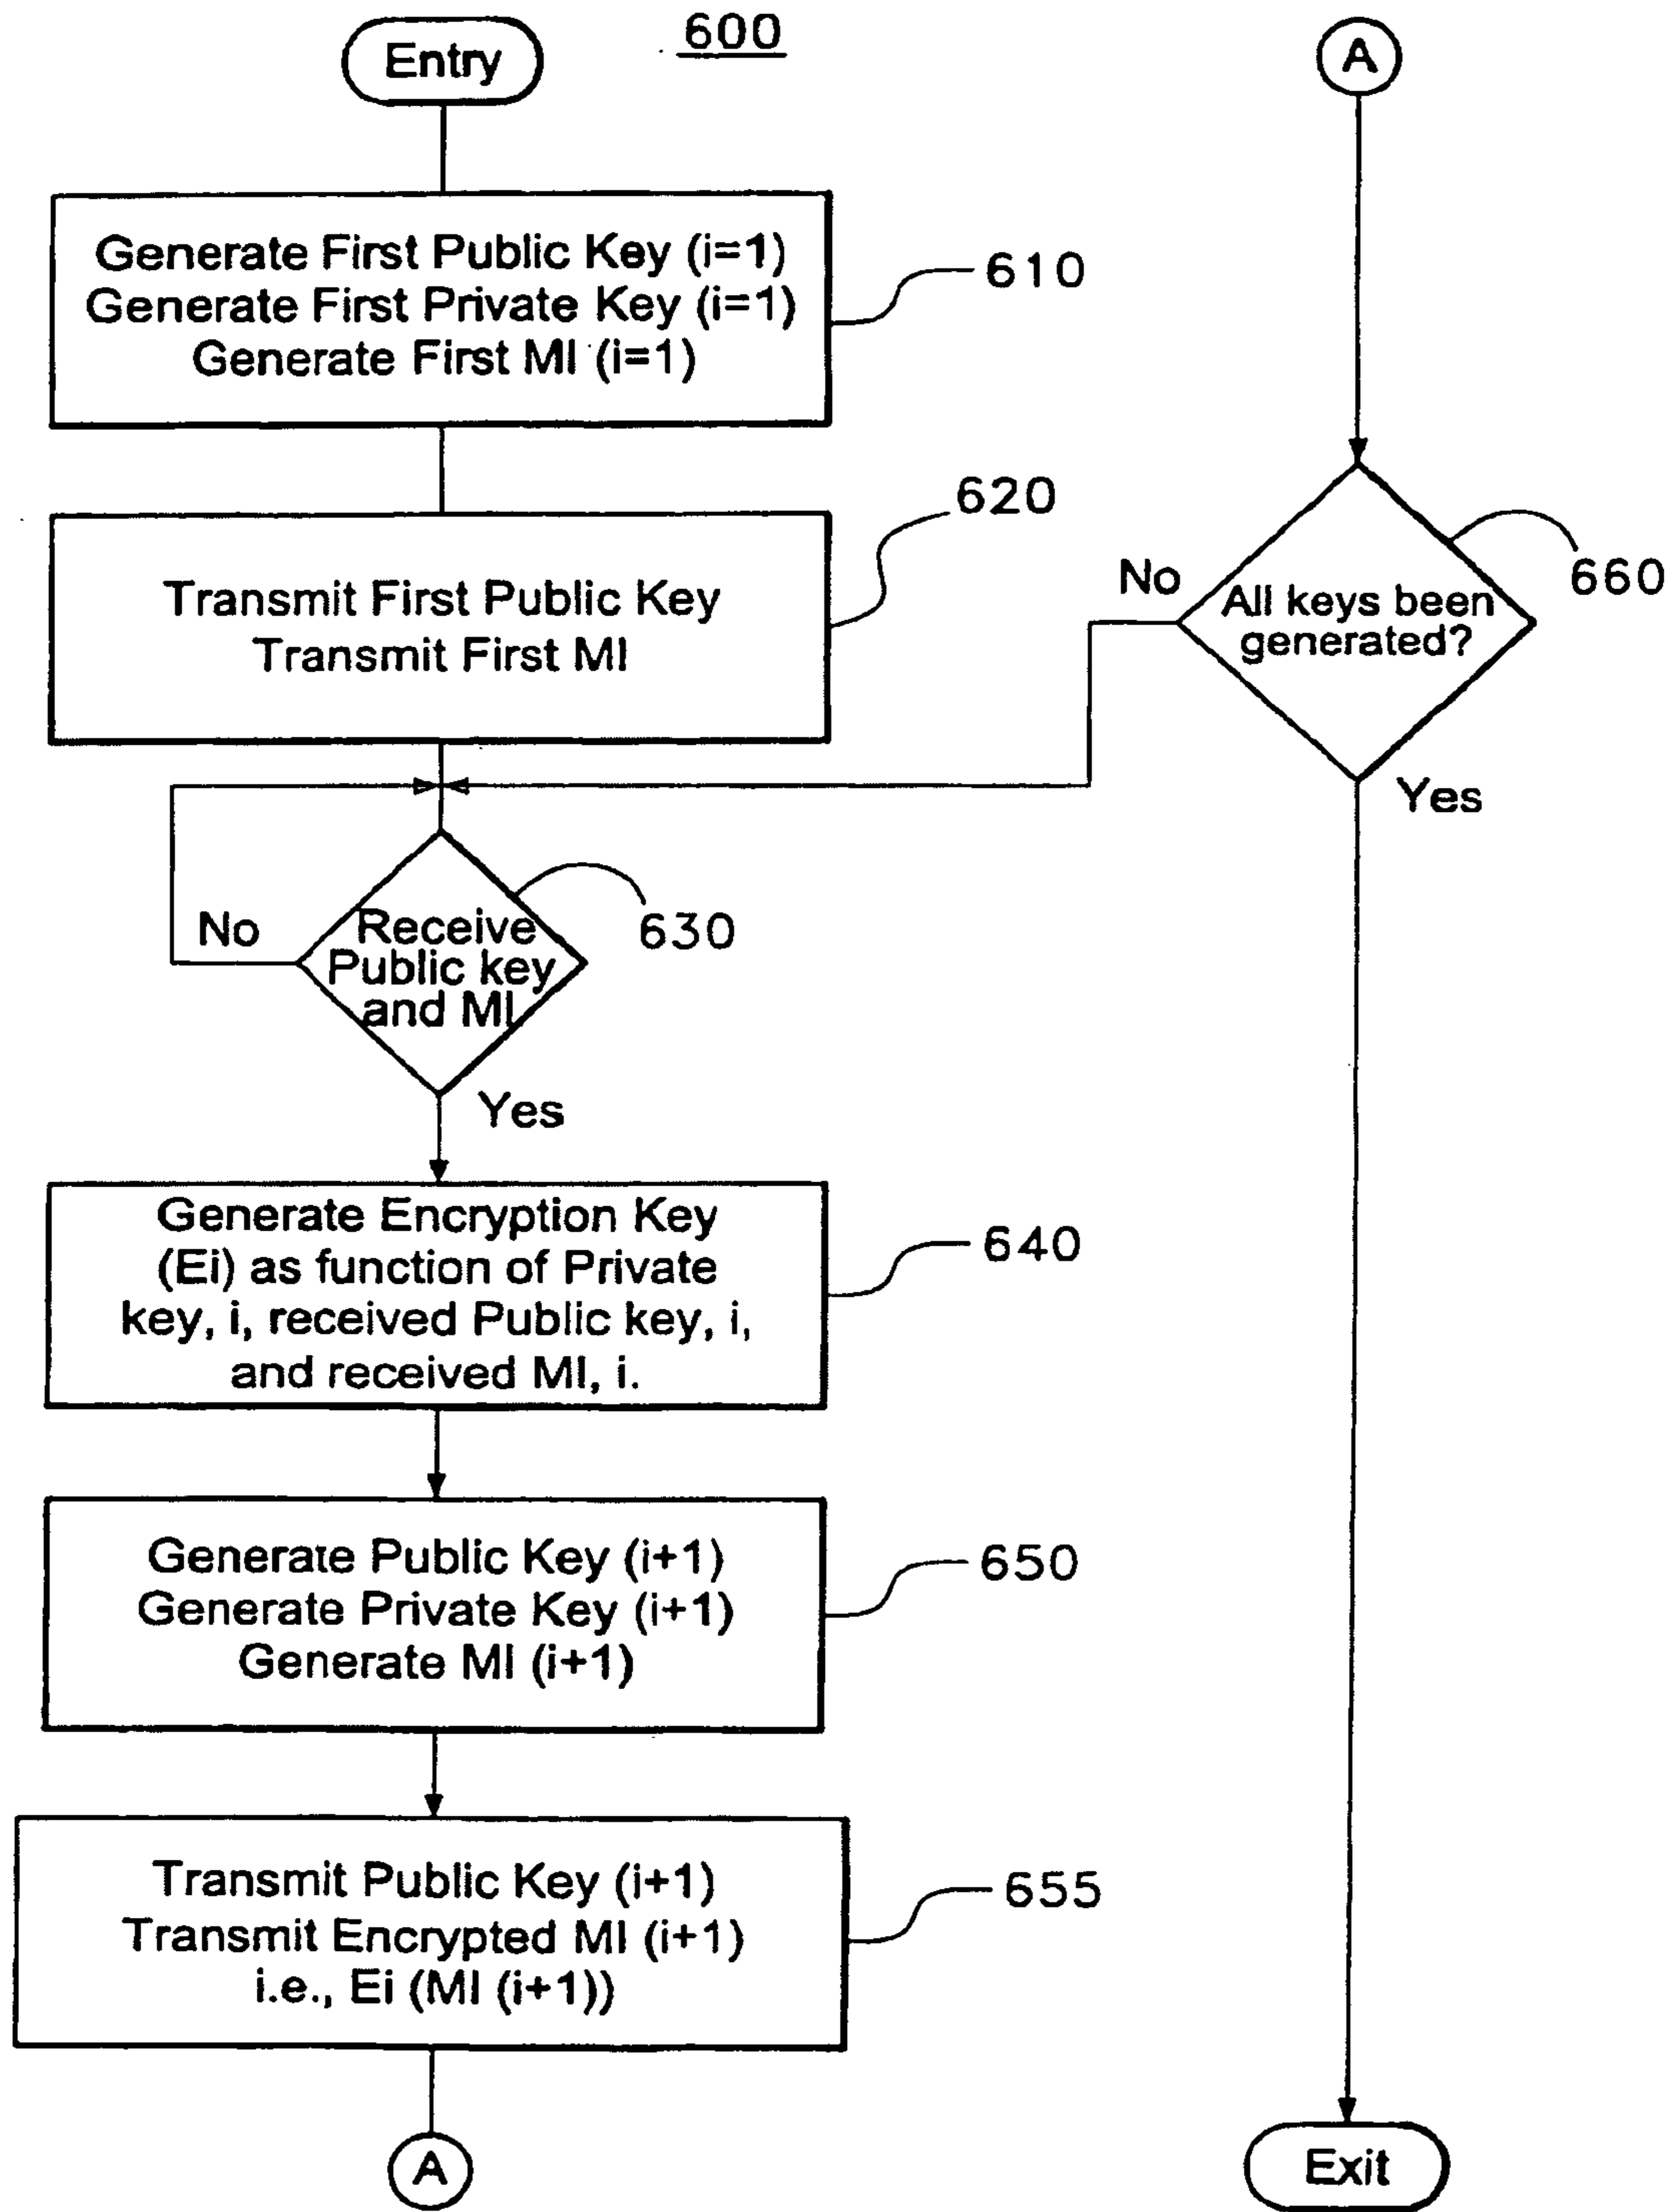 600
Entry
Generate First Public Key (i=1)
Generate First Private Key (i=1)
Generate First MI (i=1)
610
Transmit First Public Key
Transmit First MI
620
No
Receive
Public key
and MI
630
Yes
Generate Encryption Key
(Ei) as function of Private
key, i, received Public key, i,
and received MI, i.
640
Generate Public Key (i+1)
Generate Private Key (i+1)
Generate MI (i+1)
650
Transmit Public Key (i+1)
Transmit Encrypted MI (i+1)
i.e., Ei (MI (i+1))
655
A
A
No
All keys been
generated?
660
Yes
Exit